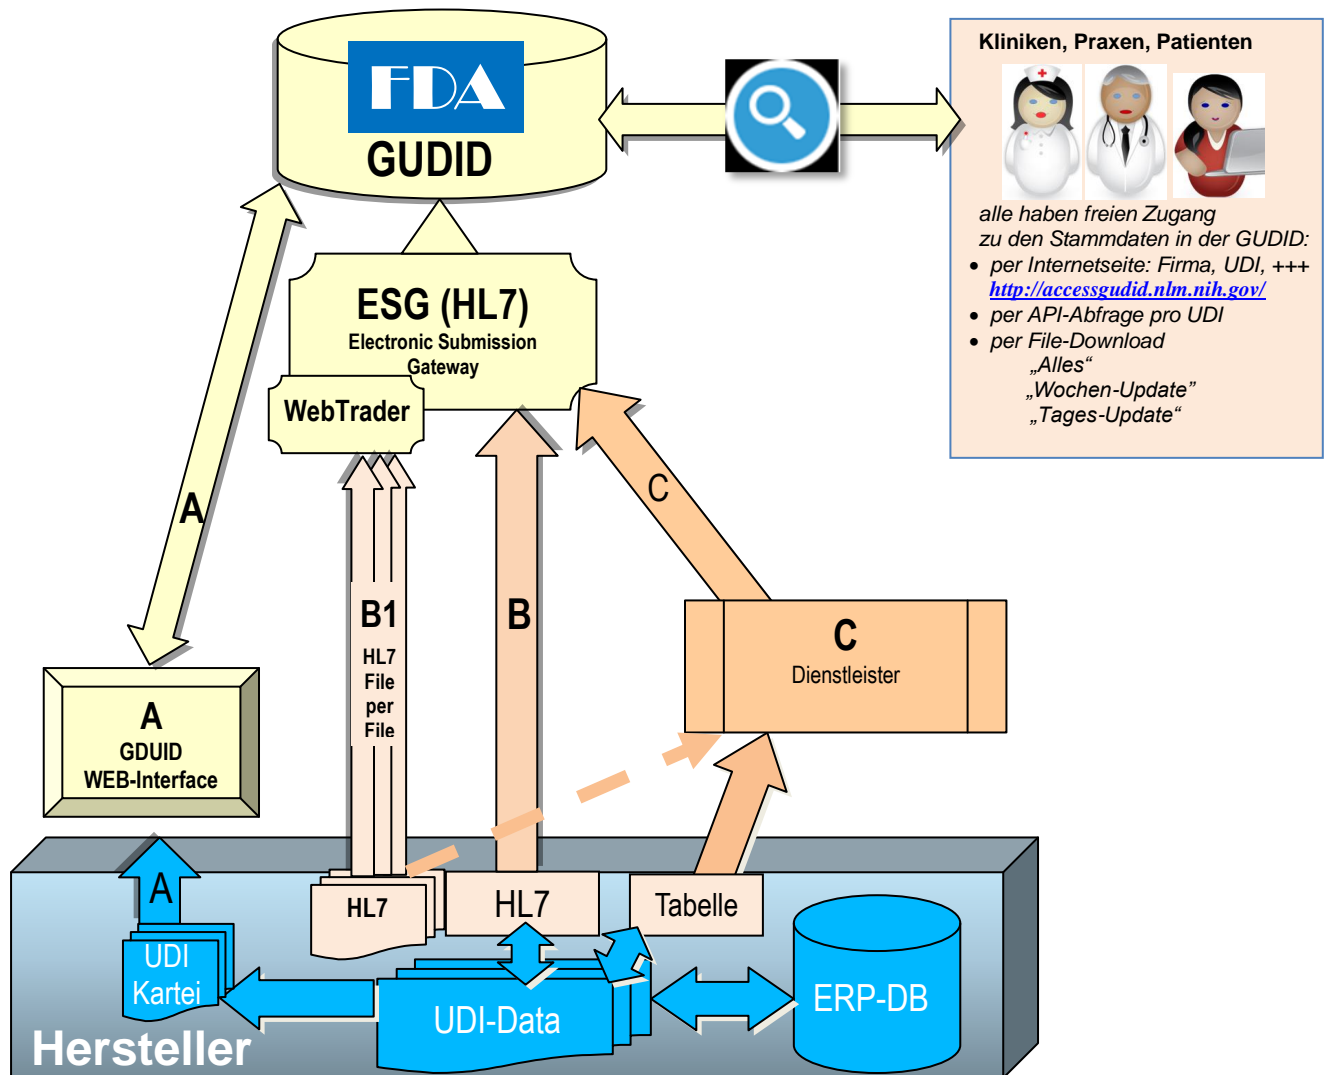 FDA
GUDID
Kliniken, Praxen, Patienten
alle haben freien Zugang
zu den Stammdaten in der GUDID:
• per Internetseite: Firma, UDI, +++
http://accessgudid.nlm.nih.gov/
• per API-Abfrage pro UDI
• per File-Download
„Alles“
„Wochen-Update”
„Tages-Update“
ESG (HL7)
Electronic Submission
Gateway
WebTrader
A
C
B1
HL7
File
per
File
B
C
Dienstleister
A
GDUID
WEB-Interface
A
HL7
HL7
Tabelle
UDI
Kartei
UDI-Data
ERP-DB
Hersteller